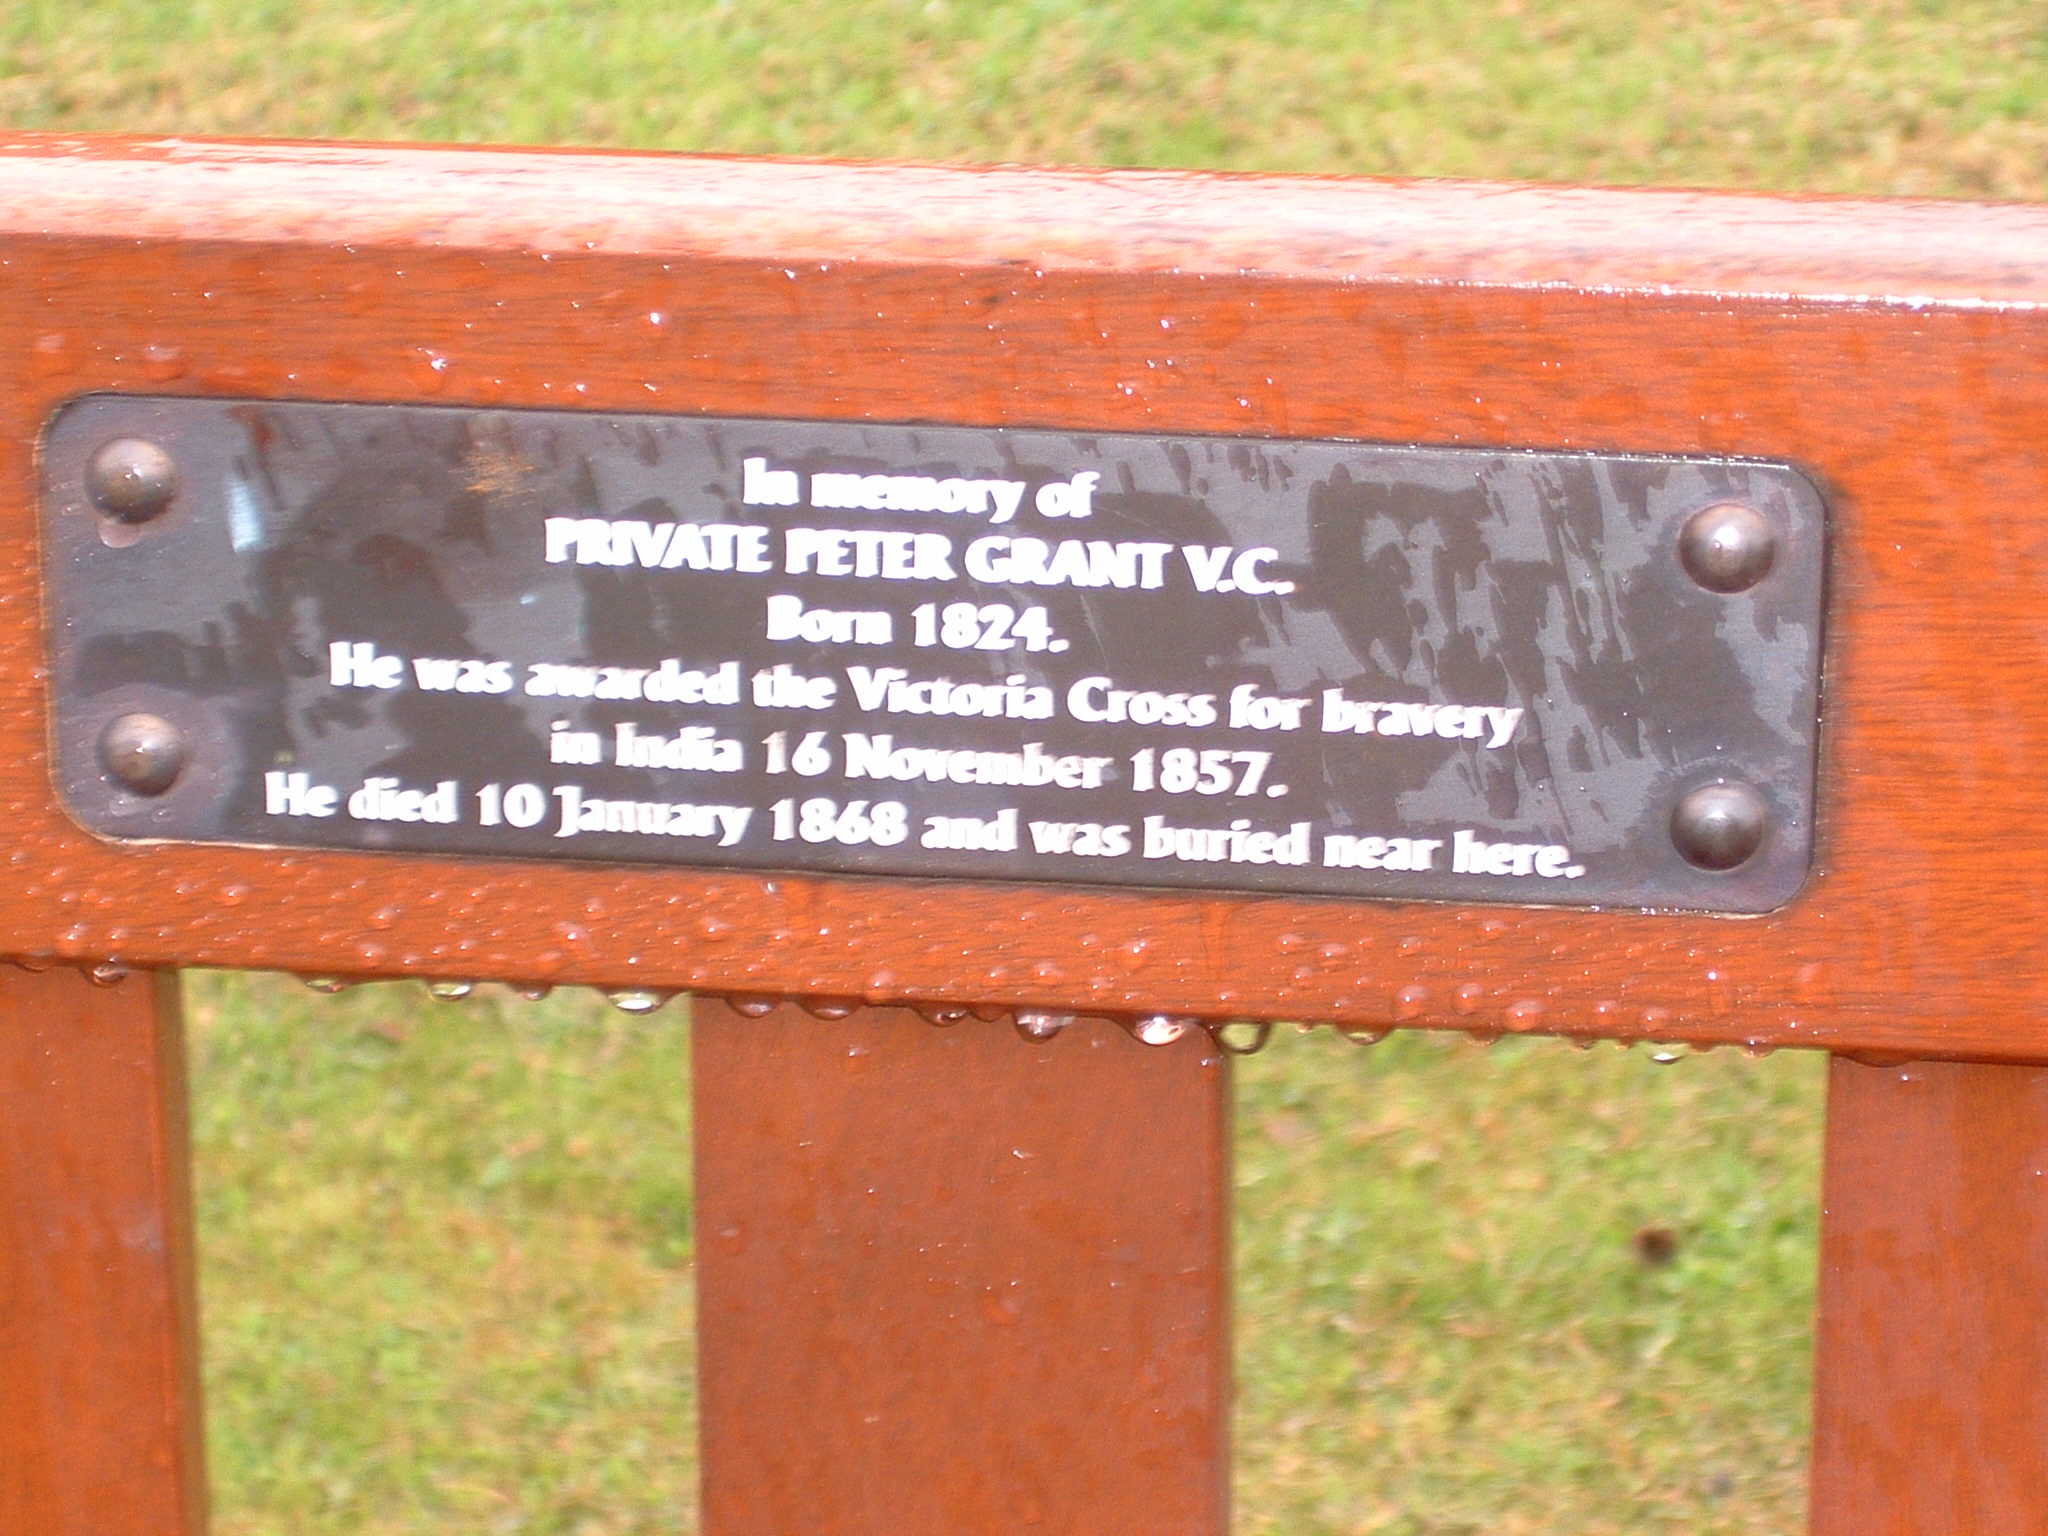 In memory of
PRIVATE PETER GRANT V.C.
Born 1824.
He was awarded the Victoria Cross for bravery
in India 16 November 1857.
He died 10 January 1868 and was buried near here.